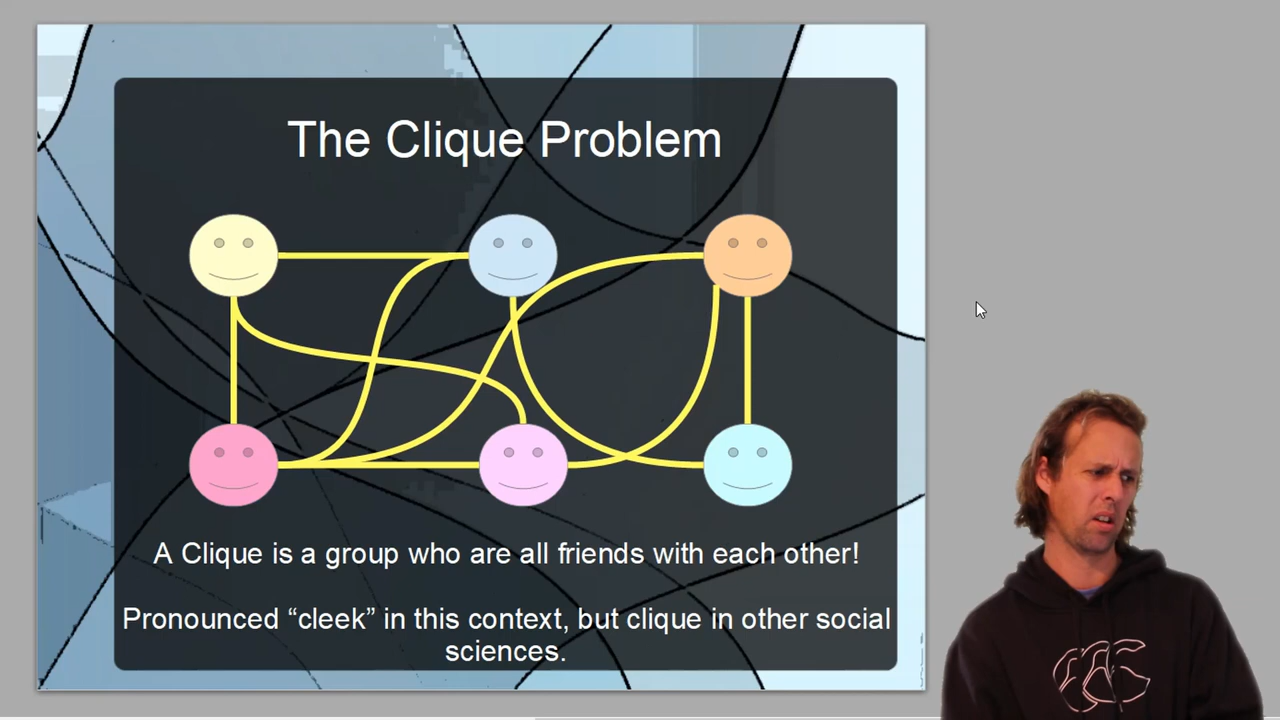 The Clique Problem
A Clique is a group who are all friends with each other!
Pronounced “cleek” in this context, but clique in other social
sciences.